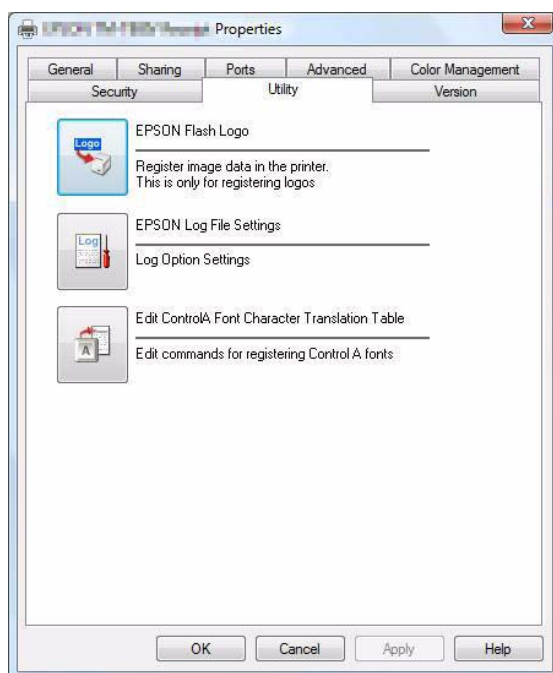 Properties
General Sharing Ports Advanced Color Management
Security Utility Version
Logo
EPSON Flash Logo
Register image data in the printer.
This is only for registering logos
Log
EPSON Log File Settings
Log Option Settings
A
Edit ControlA Font Character Translation Table
Edit commands for registering Control A fonts
OK Cancel Apply Help